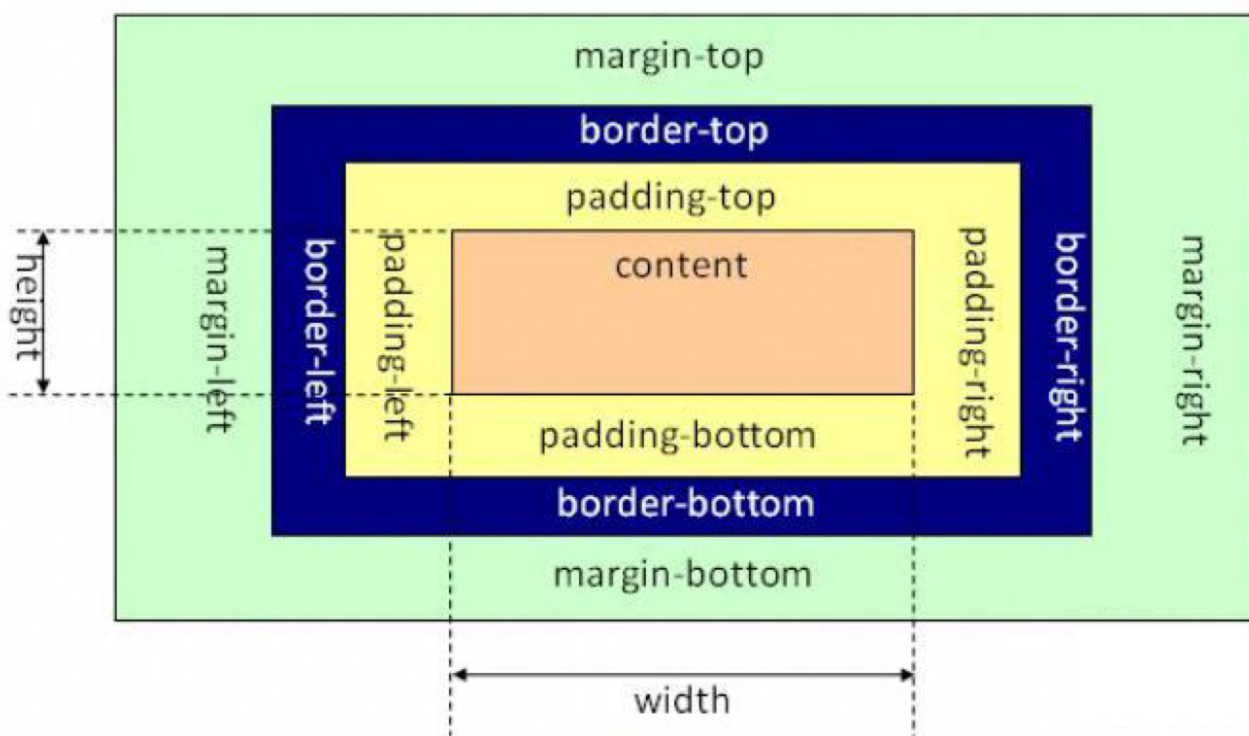 margin-top
border-top
padding-top
content
height
margin-left
border-left
padding-left
padding-right
border-right
margin-right
padding-bottom
border-bottom
margin-bottom
width